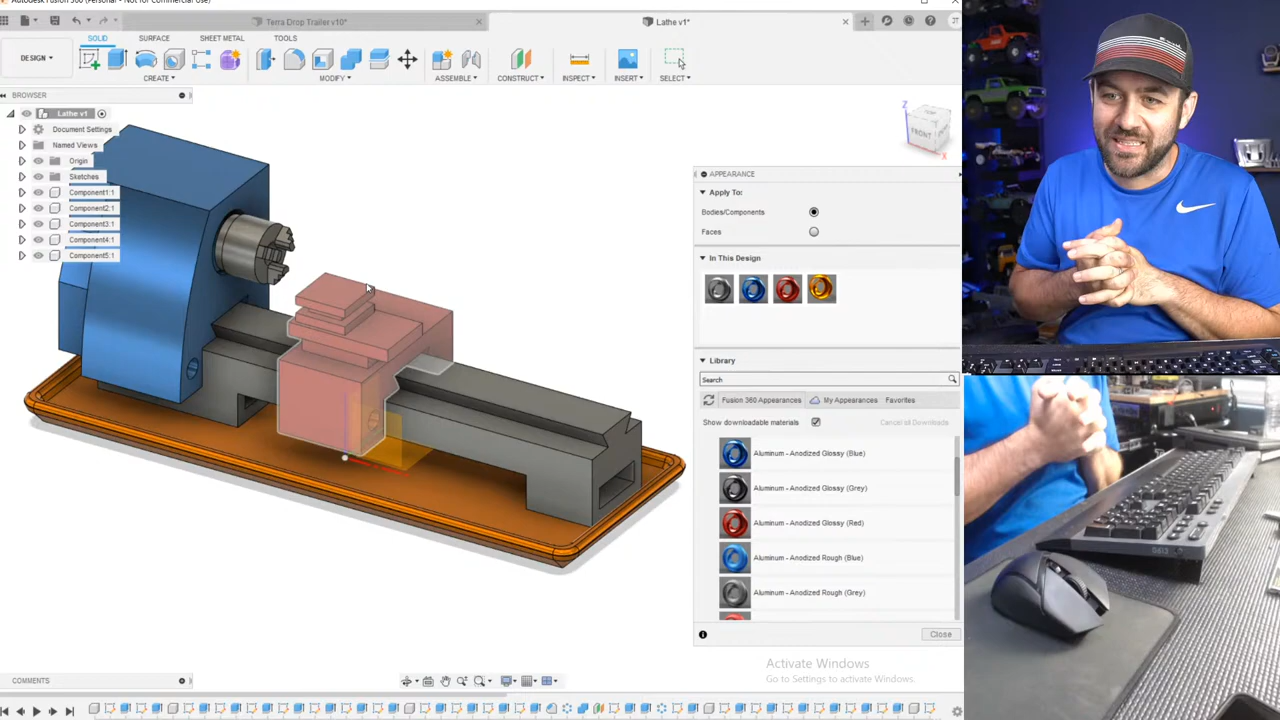 Autodesk Fusion 360 (Personal - Not for Commercial Use)
Terra Drop Trailer v10*
Lathe v1*
JT
SOLID
SURFACE
SHEET METAL
TOOLS
DESIGN
CREATE
MODIFY
ASSEMBLE
CONSTRUCT
INSPECT
INSERT
SELECT
BROWSER
Lathe v1
Document Settings
Named Views
Origin
Sketches
Component1:1
Component2:1
Component3:1
Component4:1
Component5:1
Z
FRONT
X
APPEARANCE
Apply To:
Bodies/Components
Faces
In This Design
Library
Search
Fusion 360 Appearances
My Appearances
Favorites
Show downloadable materials
Cancel all Downloads
Aluminum - Anodized Glossy (Blue)
Aluminum - Anodized Glossy (Grey)
Aluminum - Anodized Glossy (Red)
Aluminum - Anodized Rough (Blue)
Aluminum - Anodized Rough (Grey)
Close
Activate Windows
Go to Settings to activate Windows.
COMMENTS